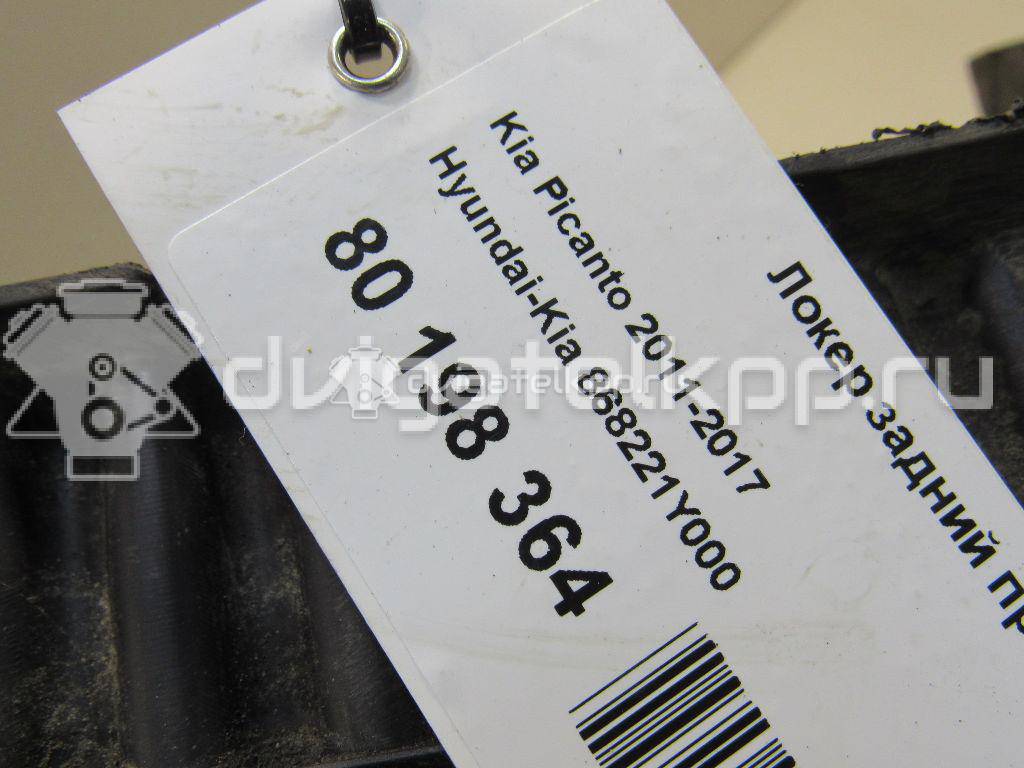 Локер задний пр
Kia Picanto 2011-2017
Hyundai-Kia 868221Y000
80 198 364
dvigatelkpp.ru